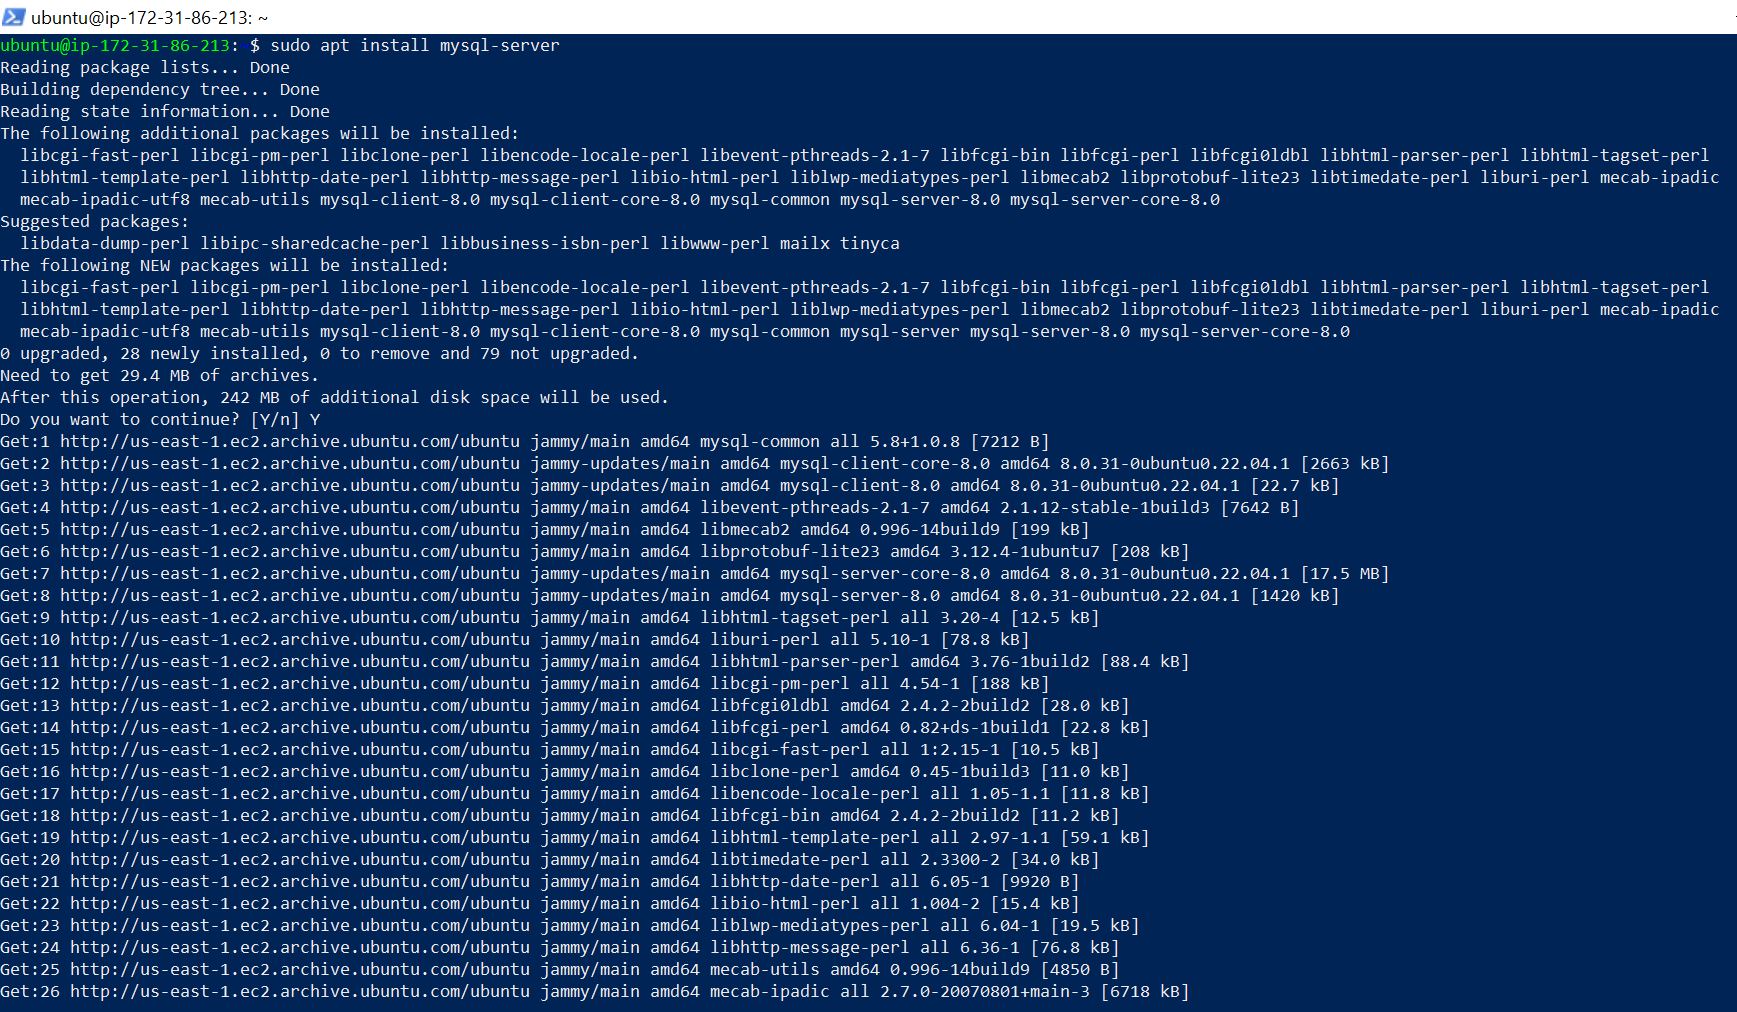 ubuntu@ip-172-31-86-213: ~
ubuntu@ip-172-31-86-213:~$ sudo apt install mysql-server
Reading package lists... Done
Building dependency tree... Done
Reading state information... Done
The following additional packages will be installed:
  libcgi-fast-perl libcgi-pm-perl libclone-perl libencode-locale-perl libevent-pthreads-2.1-7 libfcgi-bin libfcgi-perl libfcgi0ldbl libhtml-parser-perl libhtml-tagset-perl
  libhtml-template-perl libhttp-date-perl libhttp-message-perl libio-html-perl liblwp-mediatypes-perl libmecab2 libprotobuf-lite23 libtimedate-perl liburi-perl mecab-ipadic
  mecab-ipadic-utf8 mecab-utils mysql-client-8.0 mysql-client-core-8.0 mysql-common mysql-server-8.0 mysql-server-core-8.0
Suggested packages:
  libdata-dump-perl libipc-sharedcache-perl libbusiness-isbn-perl libwww-perl mailx tinyca
The following NEW packages will be installed:
  libcgi-fast-perl libcgi-pm-perl libclone-perl libencode-locale-perl libevent-pthreads-2.1-7 libfcgi-bin libfcgi-perl libfcgi0ldbl libhtml-parser-perl libhtml-tagset-perl
  libhtml-template-perl libhttp-date-perl libhttp-message-perl libio-html-perl liblwp-mediatypes-perl libmecab2 libprotobuf-lite23 libtimedate-perl liburi-perl mecab-ipadic
  mecab-ipadic-utf8 mecab-utils mysql-client-8.0 mysql-client-core-8.0 mysql-common mysql-server mysql-server-8.0 mysql-server-core-8.0
0 upgraded, 28 newly installed, 0 to remove and 79 not upgraded.
Need to get 29.4 MB of archives.
After this operation, 242 MB of additional disk space will be used.
Do you want to continue? [Y/n] Y
Get:1 http://us-east-1.ec2.archive.ubuntu.com/ubuntu jammy/main amd64 mysql-common all 5.8+1.0.8 [7212 B]
Get:2 http://us-east-1.ec2.archive.ubuntu.com/ubuntu jammy-updates/main amd64 mysql-client-core-8.0 amd64 8.0.31-0ubuntu0.22.04.1 [2663 kB]
Get:3 http://us-east-1.ec2.archive.ubuntu.com/ubuntu jammy-updates/main amd64 mysql-client-8.0 amd64 8.0.31-0ubuntu0.22.04.1 [22.7 kB]
Get:4 http://us-east-1.ec2.archive.ubuntu.com/ubuntu jammy/main amd64 libevent-pthreads-2.1-7 amd64 2.1.12-stable-1build3 [7642 B]
Get:5 http://us-east-1.ec2.archive.ubuntu.com/ubuntu jammy/main amd64 libmecab2 amd64 0.996-14build9 [199 kB]
Get:6 http://us-east-1.ec2.archive.ubuntu.com/ubuntu jammy/main amd64 libprotobuf-lite23 amd64 3.12.4-1ubuntu7 [208 kB]
Get:7 http://us-east-1.ec2.archive.ubuntu.com/ubuntu jammy-updates/main amd64 mysql-server-core-8.0 amd64 8.0.31-0ubuntu0.22.04.1 [17.5 MB]
Get:8 http://us-east-1.ec2.archive.ubuntu.com/ubuntu jammy-updates/main amd64 mysql-server-8.0 amd64 8.0.31-0ubuntu0.22.04.1 [1420 kB]
Get:9 http://us-east-1.ec2.archive.ubuntu.com/ubuntu jammy/main amd64 libhtml-tagset-perl all 3.20-4 [12.5 kB]
Get:10 http://us-east-1.ec2.archive.ubuntu.com/ubuntu jammy/main amd64 liburi-perl all 5.10-1 [78.8 kB]
Get:11 http://us-east-1.ec2.archive.ubuntu.com/ubuntu jammy/main amd64 libhtml-parser-perl amd64 3.76-1build2 [88.4 kB]
Get:12 http://us-east-1.ec2.archive.ubuntu.com/ubuntu jammy/main amd64 libcgi-pm-perl all 4.54-1 [188 kB]
Get:13 http://us-east-1.ec2.archive.ubuntu.com/ubuntu jammy/main amd64 libfcgi0ldbl amd64 2.4.2-2build2 [28.0 kB]
Get:14 http://us-east-1.ec2.archive.ubuntu.com/ubuntu jammy/main amd64 libfcgi-perl amd64 0.82+ds-1build1 [22.8 kB]
Get:15 http://us-east-1.ec2.archive.ubuntu.com/ubuntu jammy/main amd64 libcgi-fast-perl all 1:2.15-1 [10.5 kB]
Get:16 http://us-east-1.ec2.archive.ubuntu.com/ubuntu jammy/main amd64 libclone-perl amd64 0.45-1build3 [11.0 kB]
Get:17 http://us-east-1.ec2.archive.ubuntu.com/ubuntu jammy/main amd64 libencode-locale-perl all 1.05-1.1 [11.8 kB]
Get:18 http://us-east-1.ec2.archive.ubuntu.com/ubuntu jammy/main amd64 libfcgi-bin amd64 2.4.2-2build2 [11.2 kB]
Get:19 http://us-east-1.ec2.archive.ubuntu.com/ubuntu jammy/main amd64 libhtml-template-perl all 2.97-1.1 [59.1 kB]
Get:20 http://us-east-1.ec2.archive.ubuntu.com/ubuntu jammy/main amd64 libtimedate-perl all 2.3300-2 [34.0 kB]
Get:21 http://us-east-1.ec2.archive.ubuntu.com/ubuntu jammy/main amd64 libhttp-date-perl all 6.05-1 [9920 B]
Get:22 http://us-east-1.ec2.archive.ubuntu.com/ubuntu jammy/main amd64 libio-html-perl all 1.004-2 [15.4 kB]
Get:23 http://us-east-1.ec2.archive.ubuntu.com/ubuntu jammy/main amd64 liblwp-mediatypes-perl all 6.04-1 [19.5 kB]
Get:24 http://us-east-1.ec2.archive.ubuntu.com/ubuntu jammy/main amd64 libhttp-message-perl all 6.36-1 [76.8 kB]
Get:25 http://us-east-1.ec2.archive.ubuntu.com/ubuntu jammy/main amd64 mecab-utils amd64 0.996-14build9 [4850 B]
Get:26 http://us-east-1.ec2.archive.ubuntu.com/ubuntu jammy/main amd64 mecab-ipadic all 2.7.0-20070801+main-3 [6718 kB]